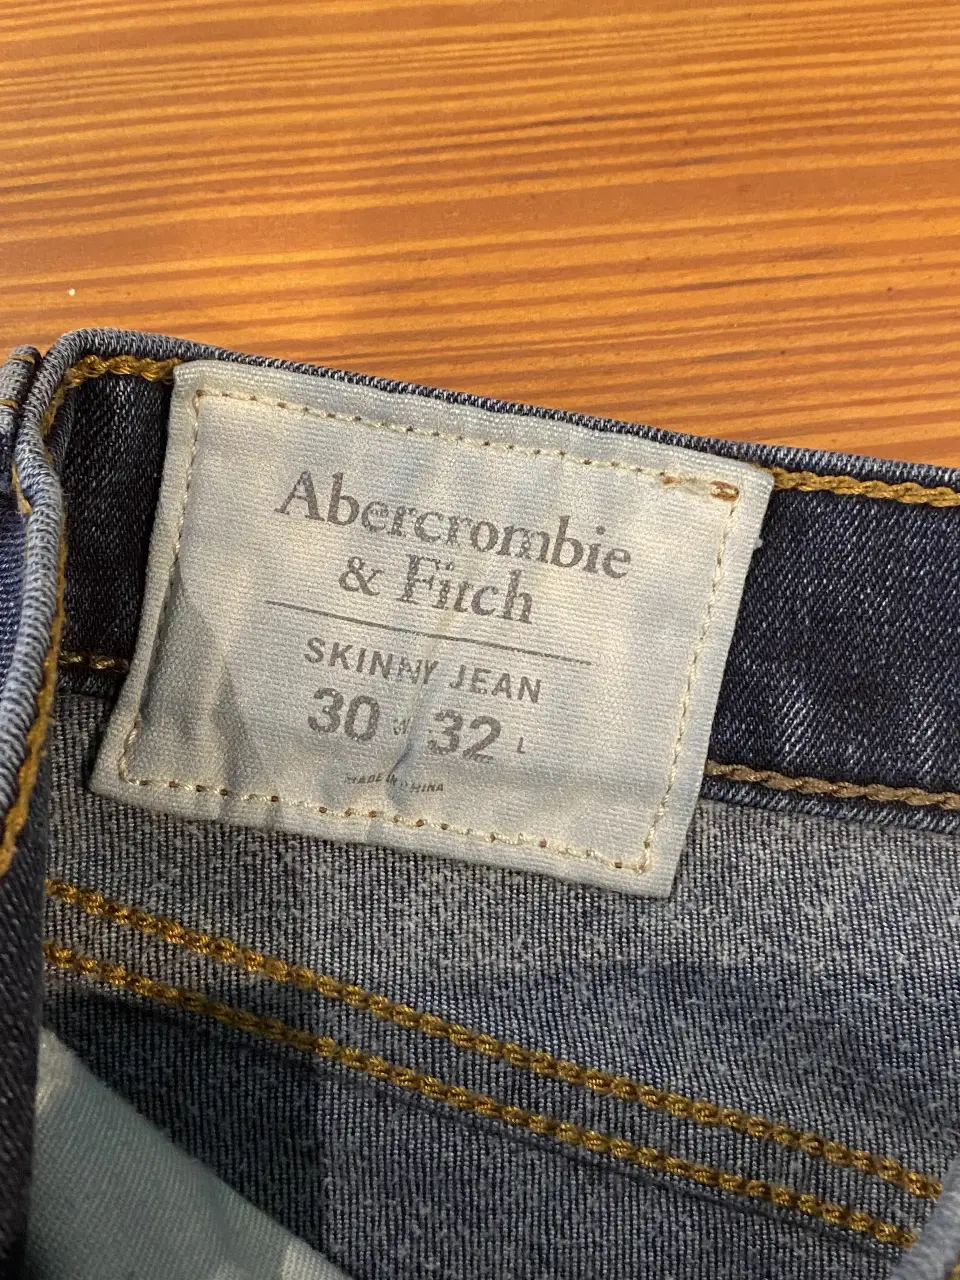 Abercrombie
& Fitch
SKINNY JEAN
30 W 32 L
MADE IN CHINA